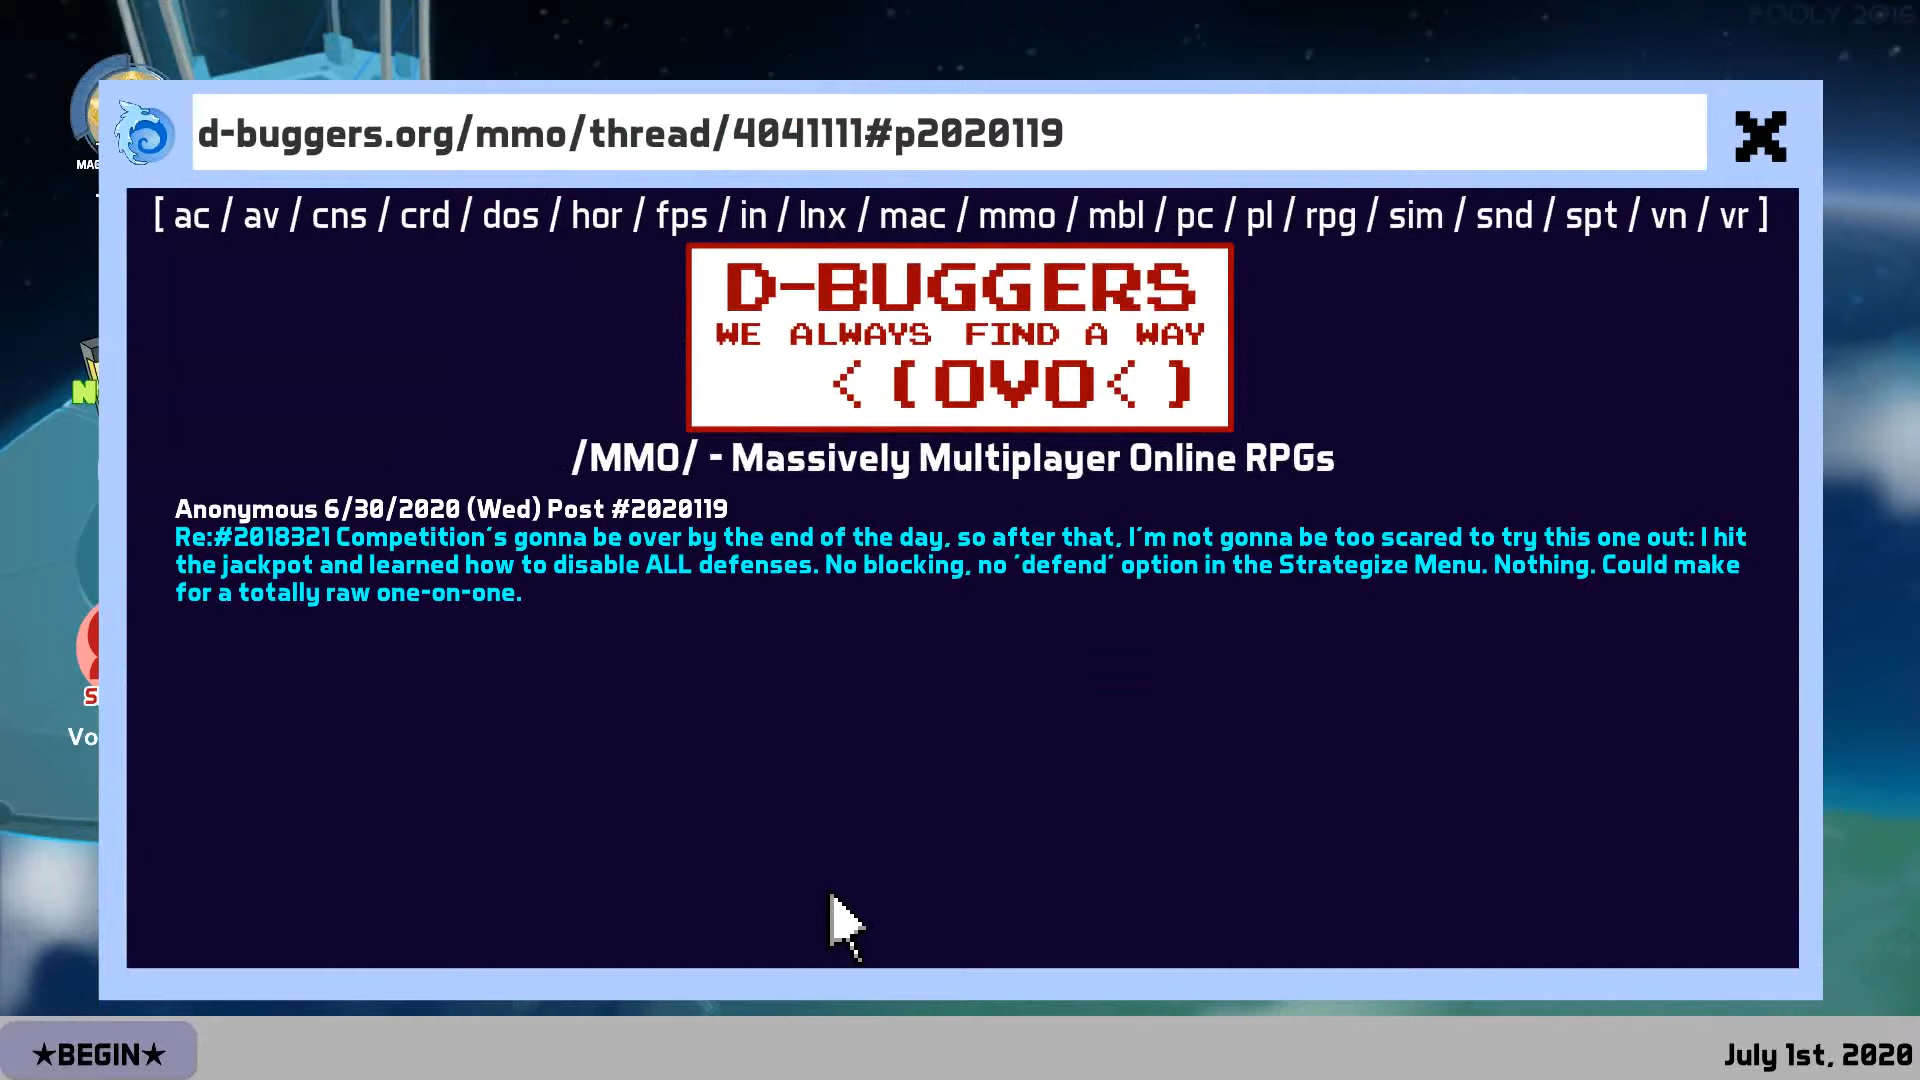 FOOLY 2016
d-buggers.org/mmo/thread/4041111#p2020119
MAG
[ ac / av / cns / crd / dos / hor / fps / in / lnx / mac / mmo / mbl / pc / pl / rpg / sim / snd / spt / vn / vr ]
D-BUGGERS
WE ALWAYS FIND A WAY
<(OVO< )
/MMO/ - Massively Multiplayer Online RPGs
Anonymous 6/30/2020 (Wed) Post #2020119
Re:#2018321 Competition's gonna be over by the end of the day, so after that, I'm not gonna be too scared to try this one out: I hit
the jackpot and learned how to disable ALL defenses. No blocking, no 'defend' option in the Strategize Menu. Nothing. Could make
for a totally raw one-on-one.
N
S
Vo
★BEGIN★
July 1st, 2020